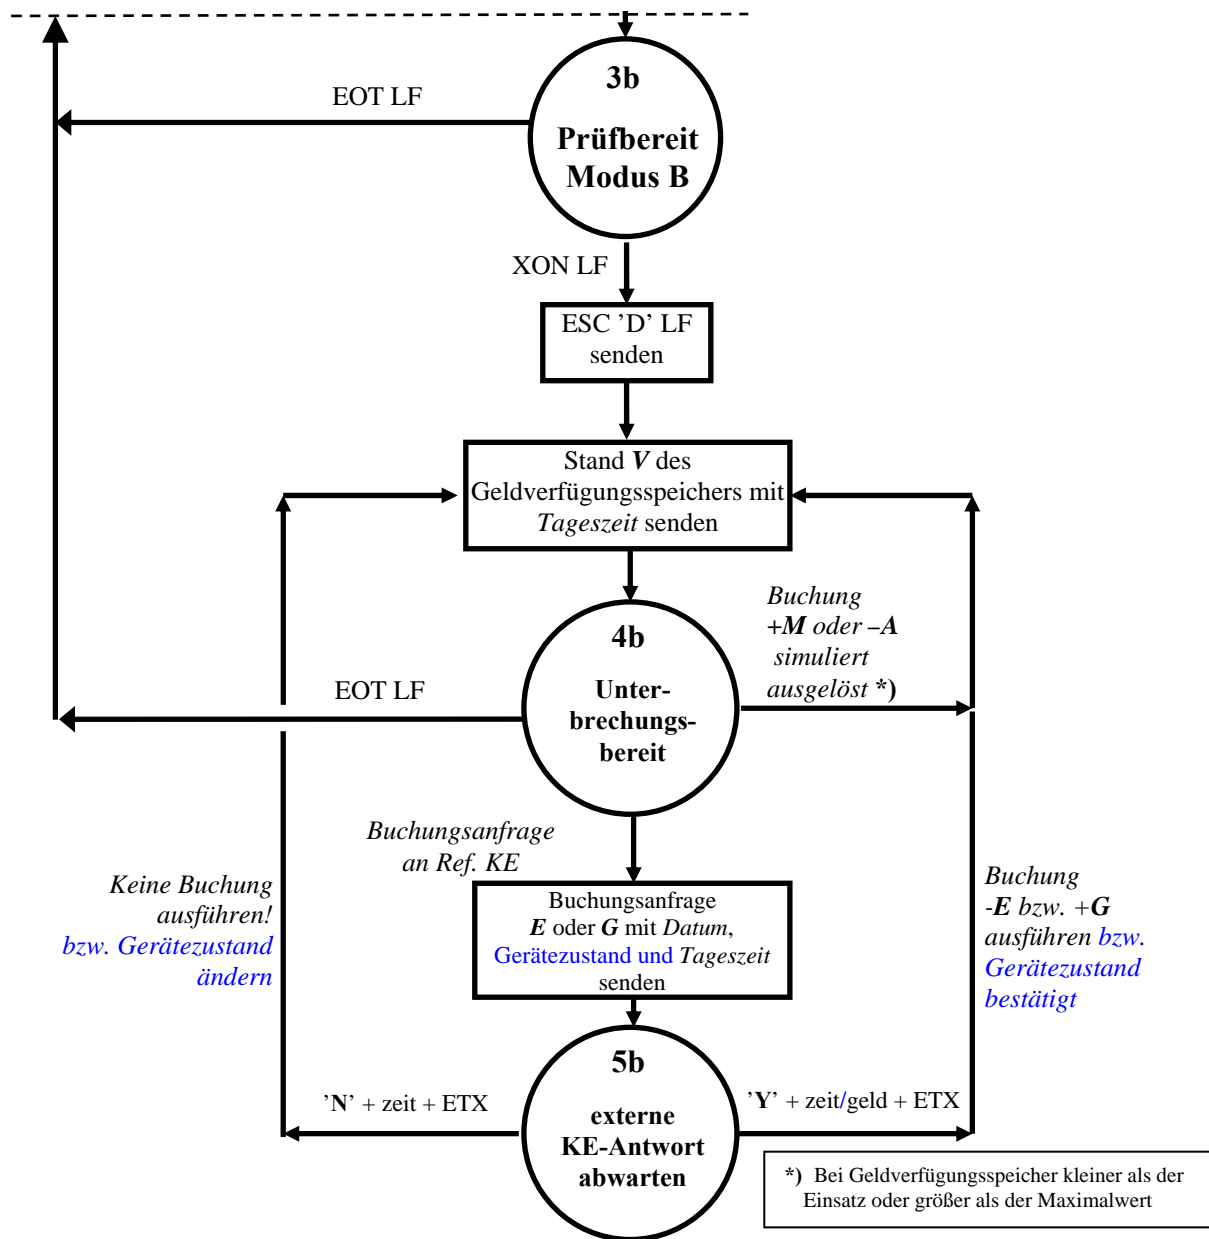 3b
Prüfbereit
Modus B
EOT LF
XON LF
ESC ’D’ LF
senden
Stand V des
Geldverfügungsspeichers mit
Tageszeit senden
Buchung
+M oder –A
simuliert
ausgelöst *)
4b
Unter-
brechungs-
bereit
EOT LF
Buchungsanfrage
an Ref. KE
Keine Buchung
ausführen!
bzw. Gerätezustand
ändern
Buchungsanfrage
E oder G mit Datum,
Gerätezustand und Tageszeit
senden
Buchung
-E bzw. +G
ausführen bzw.
Gerätezustand
bestätigt
5b
externe
KE-Antwort
abwarten
’N’ + zeit + ETX
’Y’ + zeit/geld + ETX
*) Bei Geldverfügungsspeicher kleiner als der
Einsatz oder größer als der Maximalwert